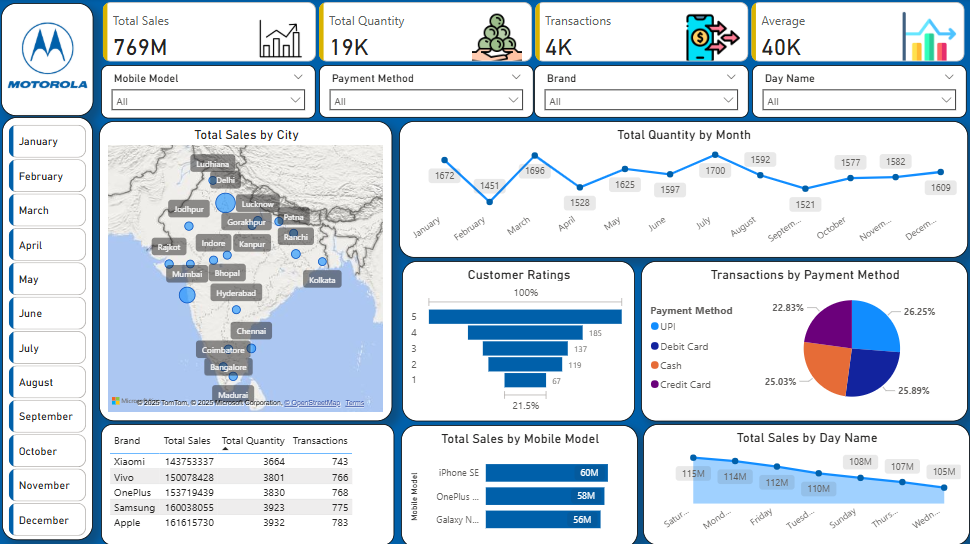 MOTOROLA
Total Sales
769M
Total Quantity
19K
Transactions
4K
Average
40K
Mobile Model
All
Payment Method
All
Brand
All
Day Name
All
January
February
March
April
May
June
July
August
September
October
November
December
Total Sales by City
Ludhiana
Delhi
Jodhpur
Lucknow
Gorakhpur
Patna
Rajkot
Indore
Kanpur
Ranchi
Mumbai
Bhopal
Kolkata
Hyderabad
Chennai
Coimbatore
Bangalore
Madurai
© 2025 TomTom, © 2025 Microsoft Corporation, © OpenStreetMap Terms
Total Quantity by Month
1672
1451
1696
1528
1625
1597
1700
1592
1521
1577
1582
1609
January
February
March
April
May
June
July
August
Septem...
October
Novem...
Decem...
Customer Ratings
100%
5
4 185
3 137
2 119
1 67
21.5%
Transactions by Payment Method
Payment Method
UPI
Debit Card
Cash
Credit Card
22.83%
26.25%
25.03%
25.89%
Brand Total Sales Total Quantity Transactions
Xiaomi 143753337 3664 743
Vivo 150078428 3801 766
OnePlus 153719439 3830 768
Samsung 160038055 3923 775
Apple 161615730 3932 783
Total Sales by Mobile Model
Mobile Model
iPhone SE 60M
OnePlus ... 58M
Galaxy N... 56M
Total Sales by Day Name
115M
114M
112M
110M
108M
107M
105M
Satur...
Mond...
Friday
Tuesd...
Sunday
Thurs...
Wedn...